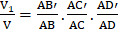 V₁/V = AB′/AB . AC′/AC . AD′/AD